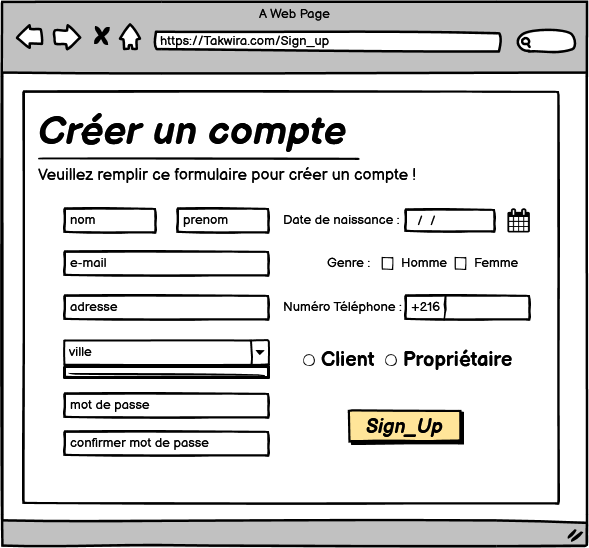 A Web Page
https://Takwira.com/Sign_up
Créer un compte
Veuillez remplir ce formulaire pour créer un compte !
nom prenom Date de naissance : / /
e-mail Genre : Homme Femme
adresse Numéro Téléphone : +216
ville Client Propriétaire
mot de passe
Sign_Up
confirmer mot de passe